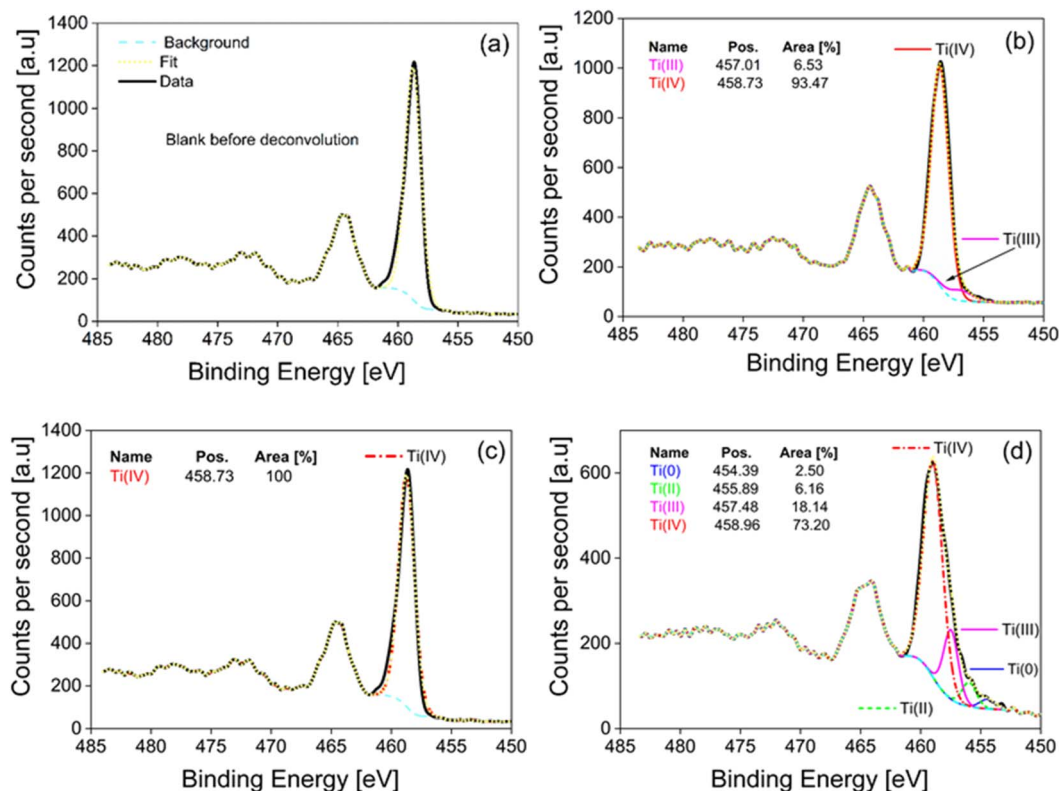 (a)
Counts per second [a.u]
1400
1200
1000
800
600
400
200
0
Background
Fit
Data
Blank before deconvolution
485 480 475 470 465 460 455 450
Binding Energy [eV]
(b)
Counts per second [a.u]
1200
1000
800
600
400
200
0
Name Pos. Area [%]
Ti(III) 457.01 6.53
Ti(IV) 458.73 93.47
Ti(IV)
Ti(III)
485 480 475 470 465 460 455 450
Binding Energy [eV]
(c)
Counts per second [a.u]
1400
1200
1000
800
600
400
200
0
Name Pos. Area [%]
Ti(IV) 458.73 100
Ti(IV)
485 480 475 470 465 460 455 450
Binding Energy [eV]
(d)
Counts per second [a.u]
600
400
200
0
Name Pos. Area [%]
Ti(0) 454.39 2.50
Ti(II) 455.89 6.16
Ti(III) 457.48 18.14
Ti(IV) 458.96 73.20
Ti(IV)
Ti(III)
Ti(0)
Ti(II)
485 480 475 470 465 460 455 450
Binding Energy [eV]